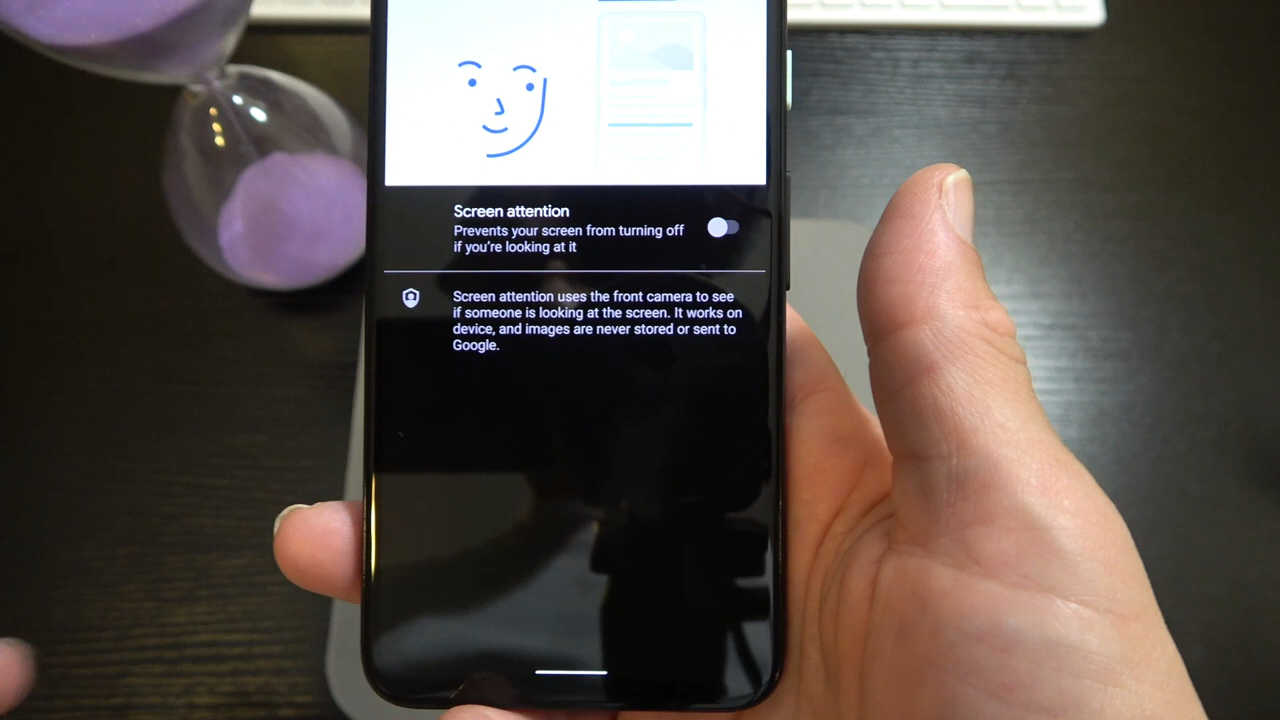 Screen attention
Prevents your screen from turning off
if you're looking at it
Screen attention uses the front camera to see
if someone is looking at the screen. It works on
device, and images are never stored or sent to
Google.